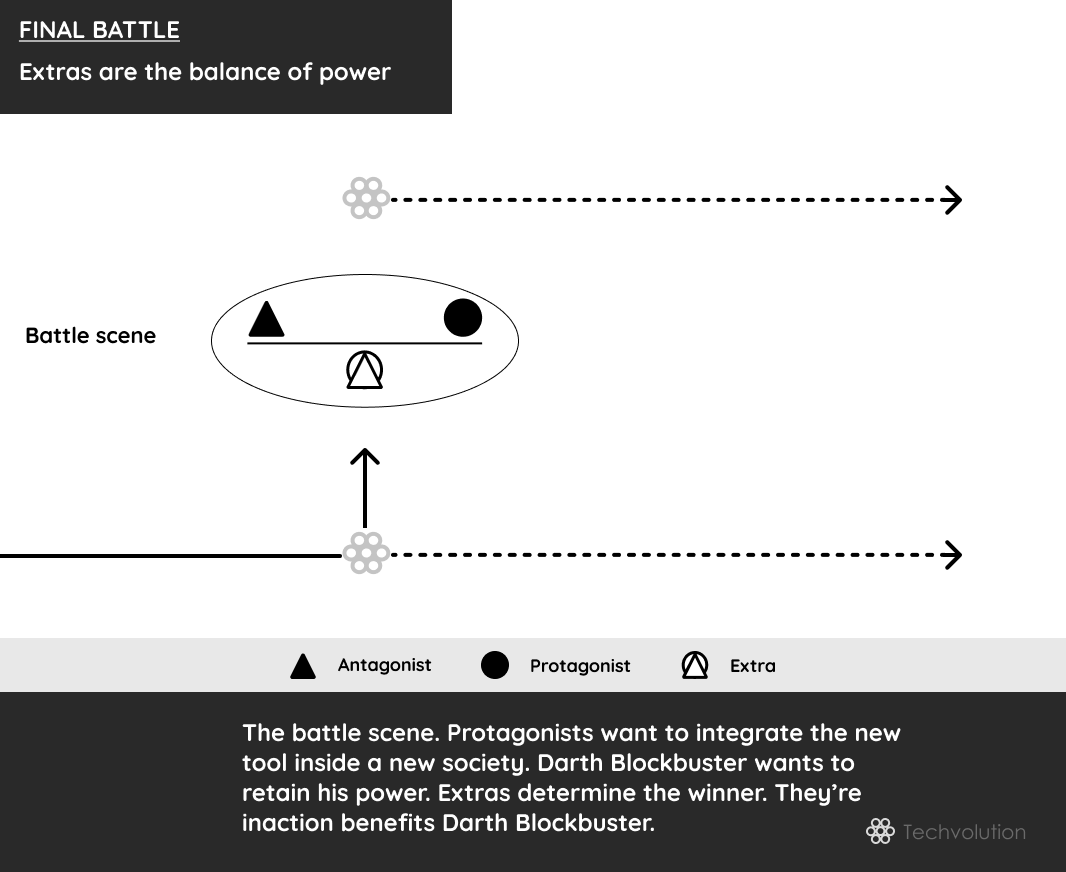 FINAL BATTLE
Extras are the balance of power
Battle scene
Antagonist
Protagonist
Extra
The battle scene. Protagonists want to integrate the new
tool inside a new society. Darth Blockbuster wants to
retain his power. Extras determine the winner. They’re
inaction benefits Darth Blockbuster.
Techvolution